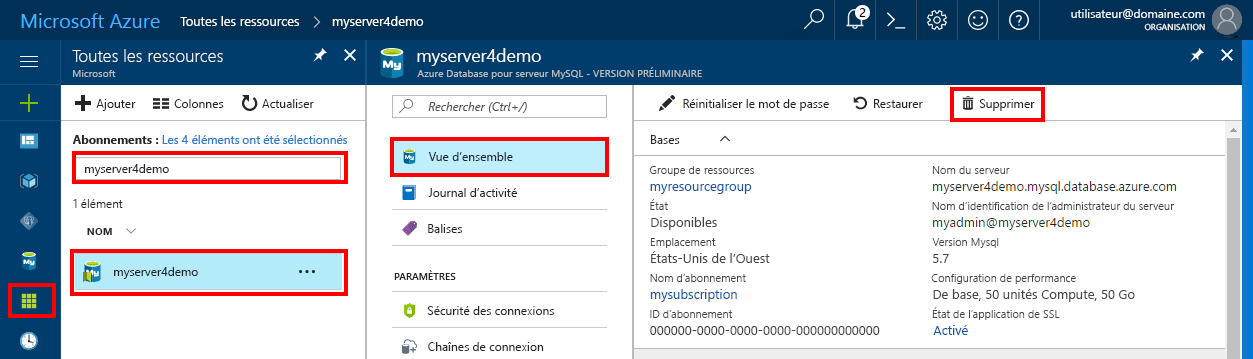 Microsoft Azure Toutes les ressources > myserver4demo
2
utilisateur@domaine.com
ORGANISATION
Toutes les ressources
Microsoft
Ajouter Colonnes Actualiser
Abonnements : Les 4 éléments ont été sélectionnés
myserver4demo
1 élément
NOM
myserver4demo
myserver4demo
Azure Database pour serveur MySQL - VERSION PRÉLIMINAIRE
Rechercher (Ctrl+/)
Vue d'ensemble
Journal d'activité
Balises
PARAMÈTRES
Sécurité des connexions
Chaînes de connexion
Réinitialiser le mot de passe Restaurer Supprimer
Bases
Groupe de ressources
myresourcegroup
État
Disponibles
Emplacement
États-Unis de l'Ouest
Nom d'abonnement
mysubscription
ID d'abonnement
000000-0000-0000-0000-000000000000
Nom du serveur
myserver4demo.mysql.database.azure.com
Nom d'identification de l'administrateur du serveur
myadmin@myserver4demo
Version Mysql
5.7
Configuration de performance
De base, 50 unités Compute, 50 Go
État de l'application de SSL
Activé